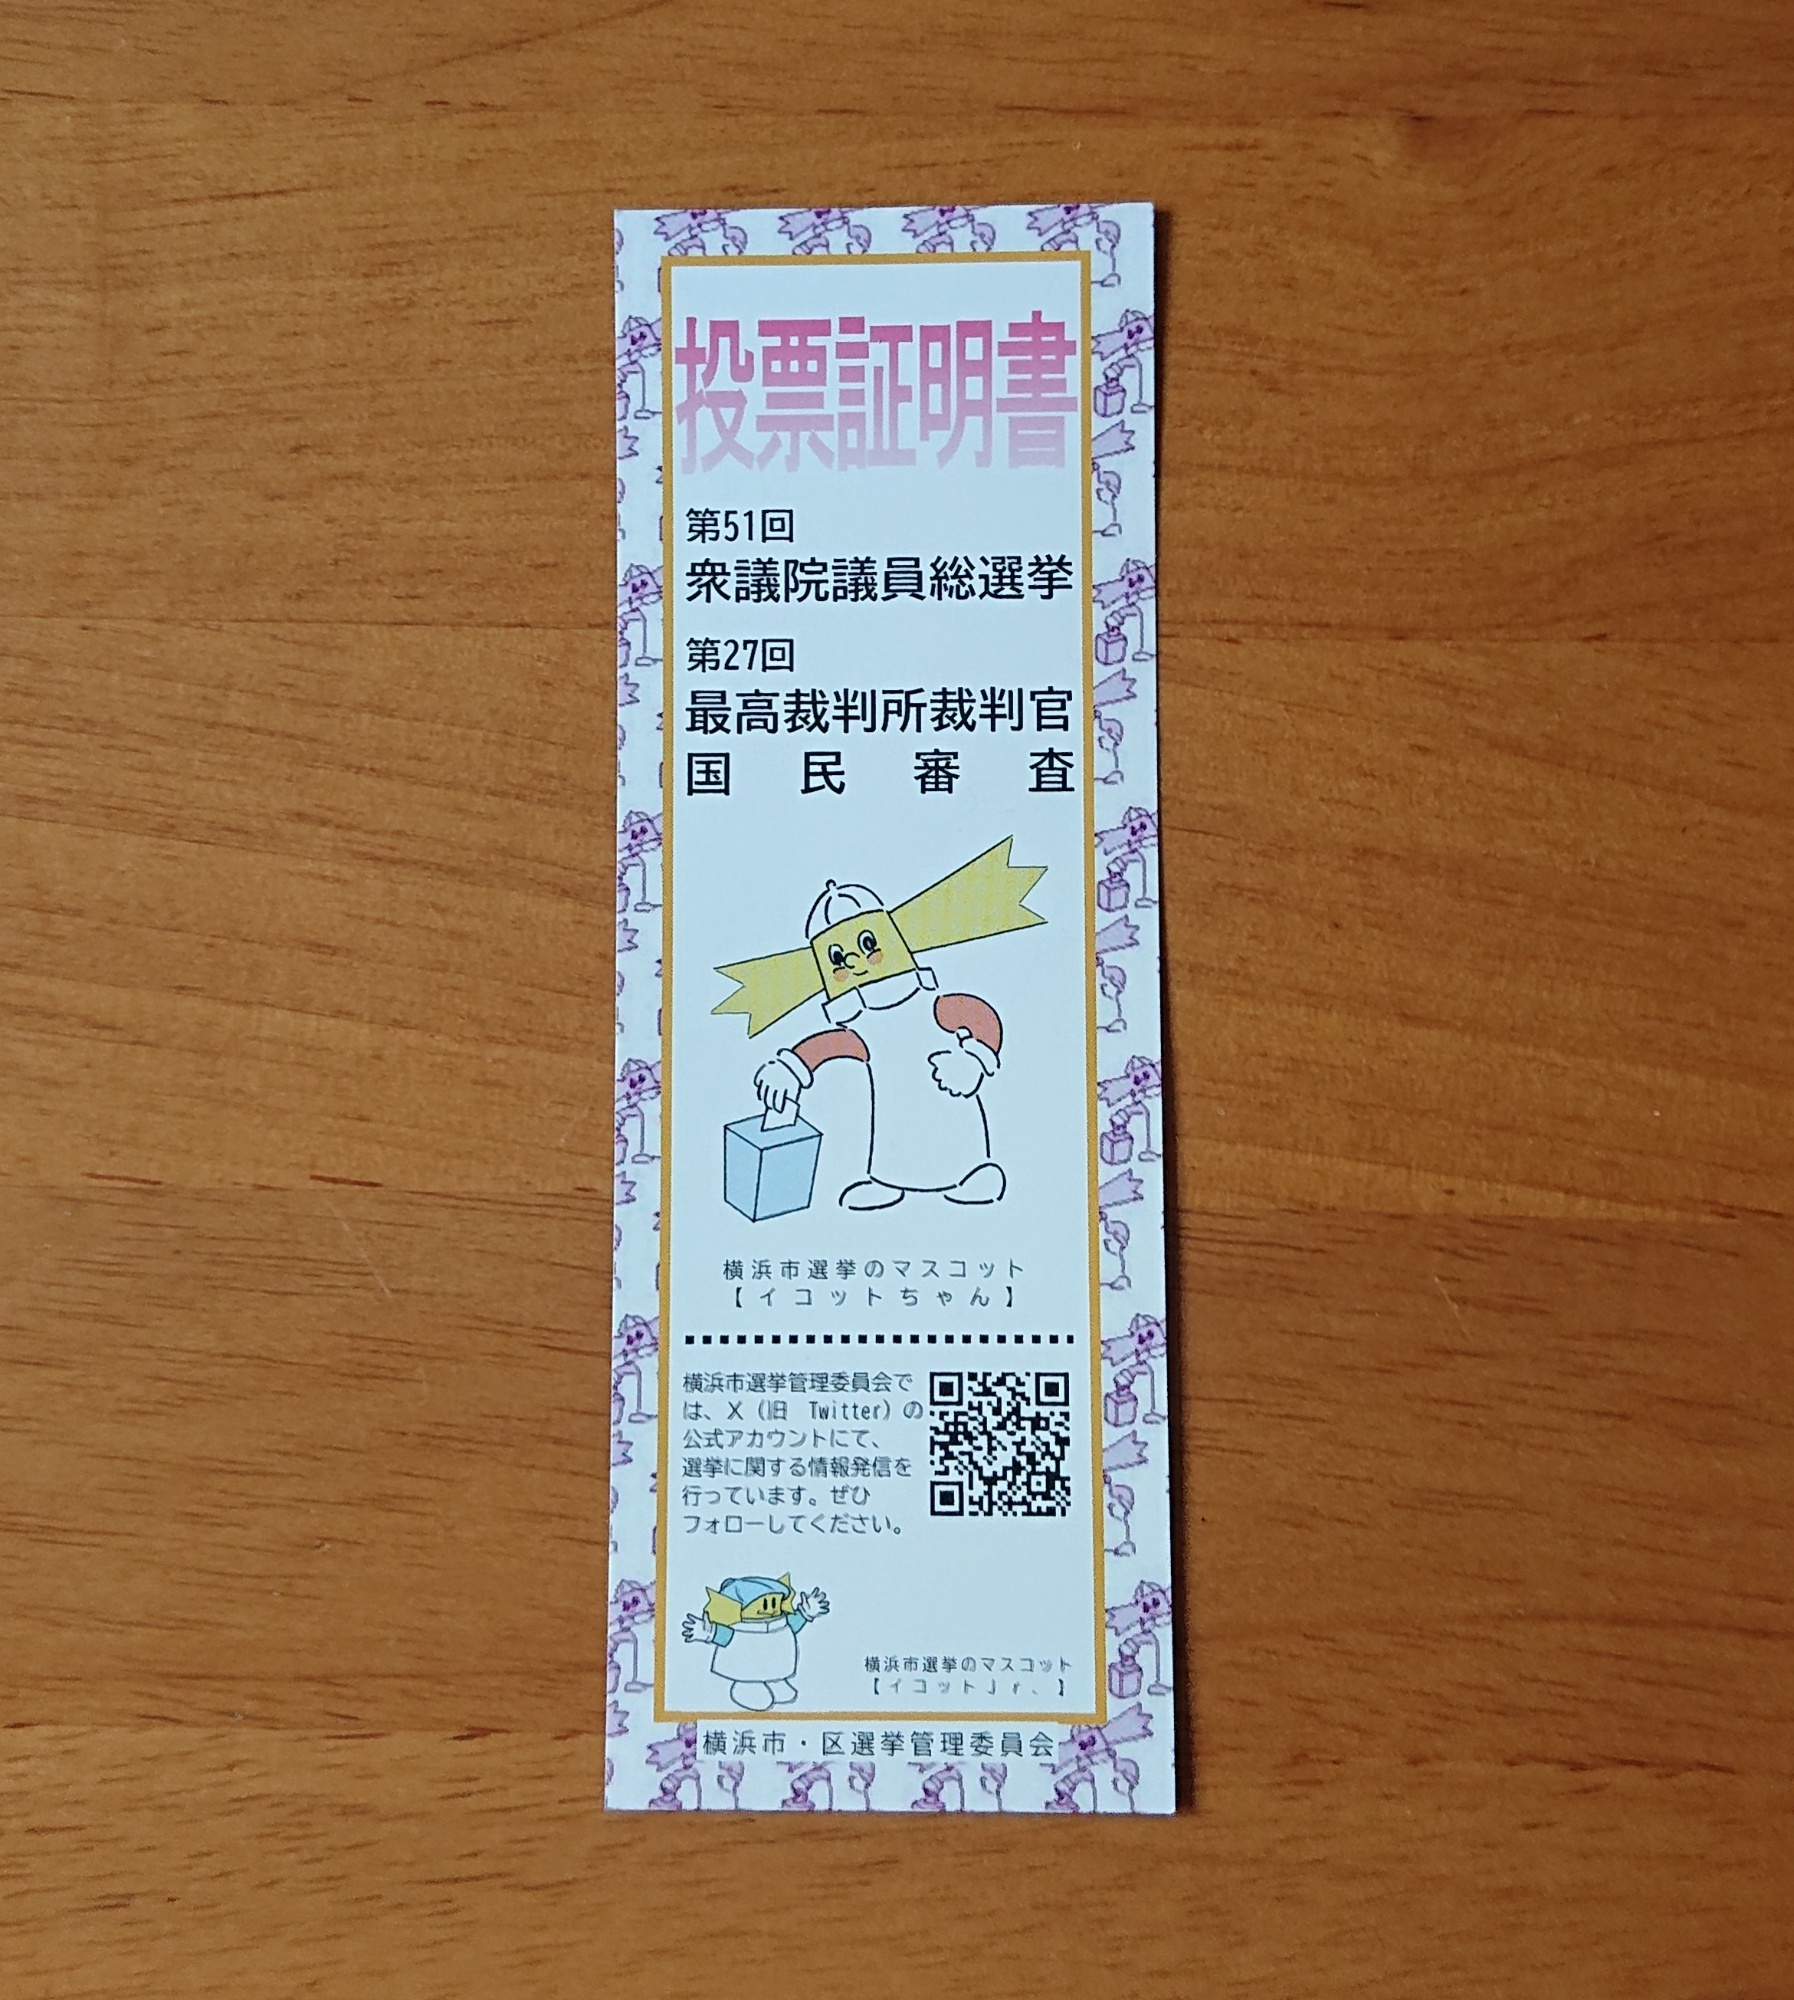 投票証明書
第51回
衆議院議員総選挙
第27回
最高裁判所裁判官
国民審査
横浜市選挙のマスコット
【イコットちゃん】
横浜市選挙管理委員会で
は、X（旧　Twitter）の
公式アカウントにて、
選挙に関する情報発信を
行っています。ぜひ
フォローしてください。
横浜市選挙のマスコット
【イコットJr.】
横浜市・区選挙管理委員会